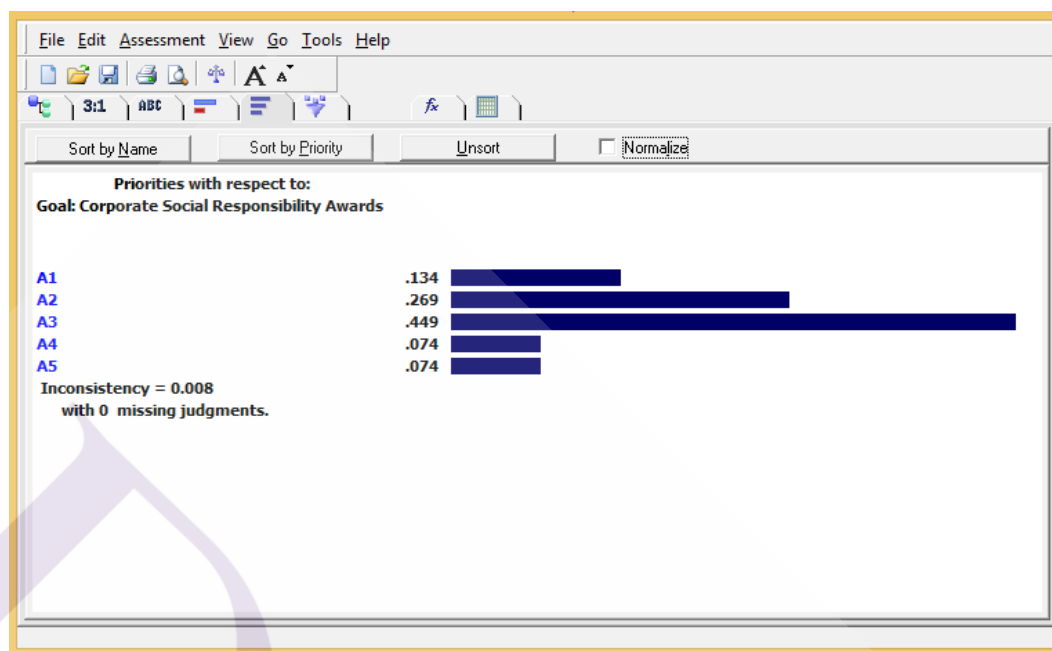 File Edit Assessment View Go Tools Help
A A
3:1 ABC fx
Sort by Name Sort by Priority Unsort Normalize
Priorities with respect to:
Goal: Corporate Social Responsibility Awards
A1 .134
A2 .269
A3 .449
A4 .074
A5 .074
Inconsistency = 0.008
with 0 missing judgments.